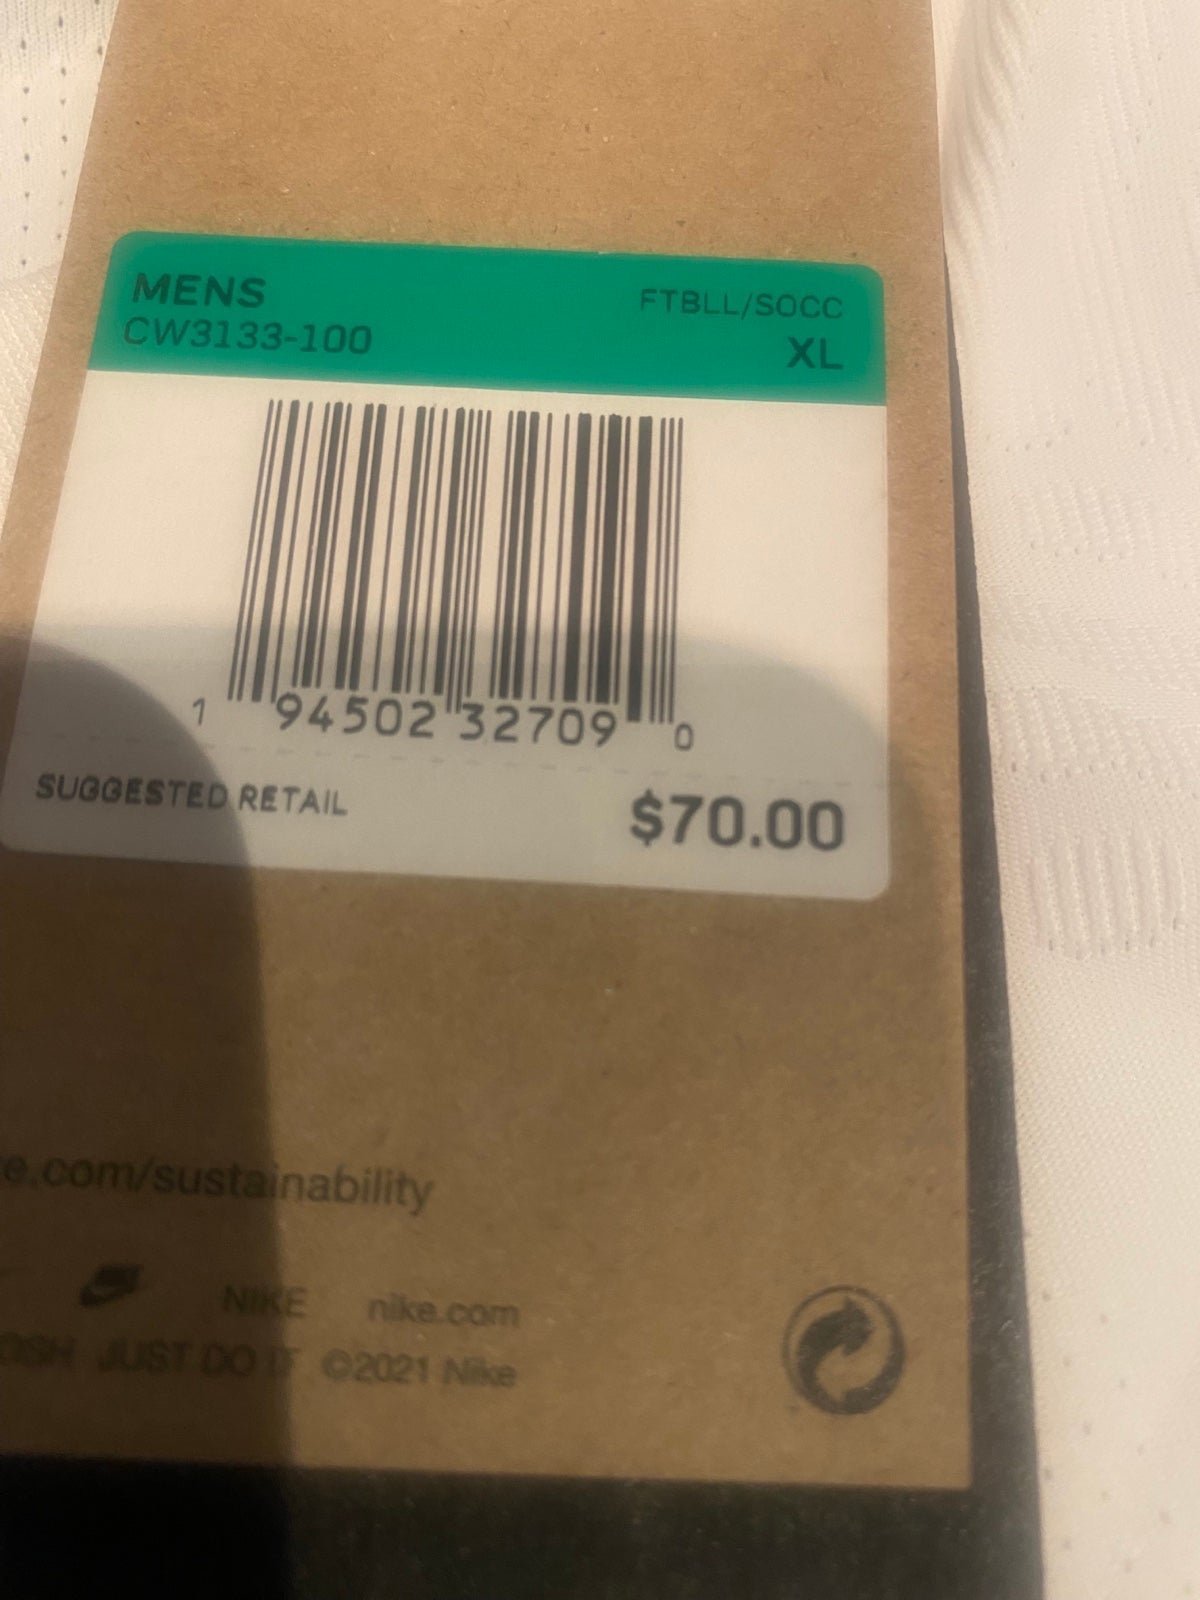 MENS
FTBLL/SOCC
CW3133-100
XL
1 94502 32709 0
SUGGESTED RETAIL $70.00
e.com/sustainability
NIKE nike.com
OSH JUST DO IT ©2021 Nike